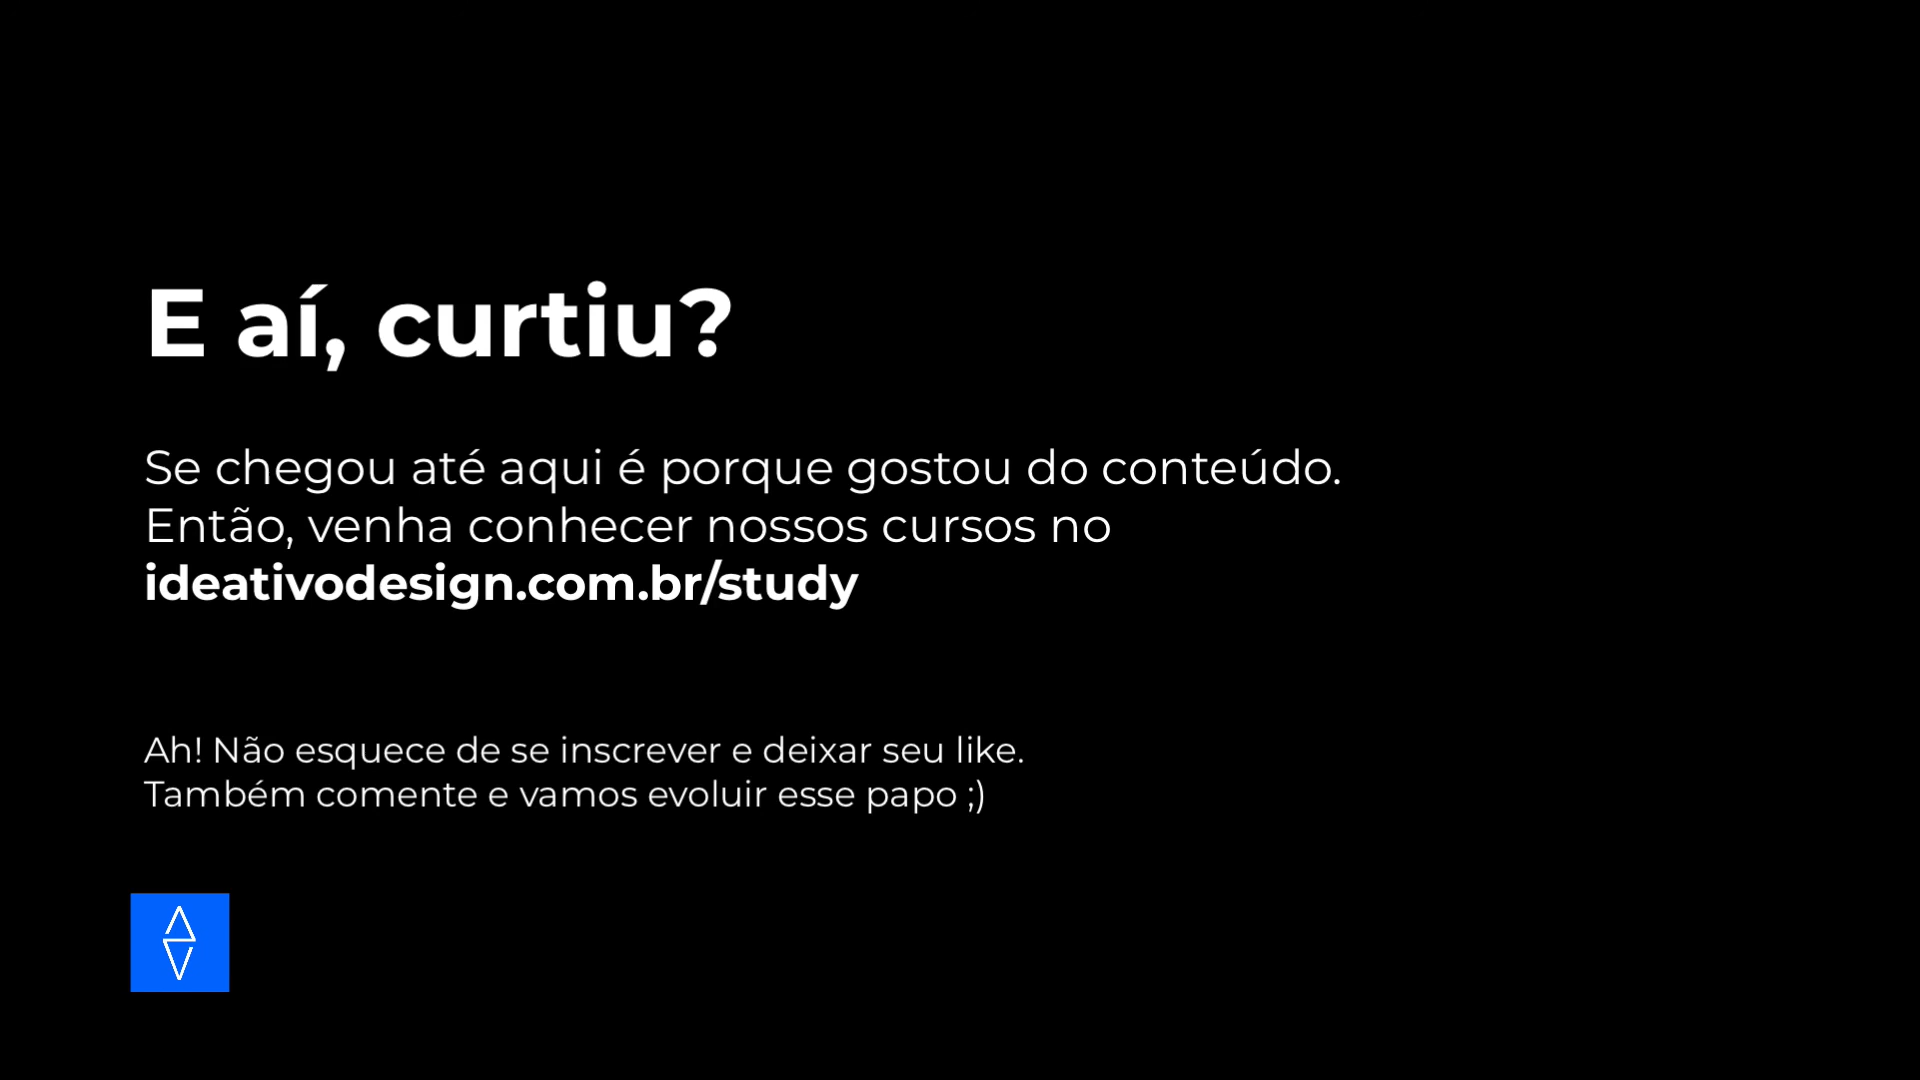 E aí, curtiu?
Se chegou até aqui é porque gostou do conteúdo.
Então, venha conhecer nossos cursos no
ideativodesign.com.br/study
Ah! Não esquece de se inscrever e deixar seu like.
Também comente e vamos evoluir esse papo ;)